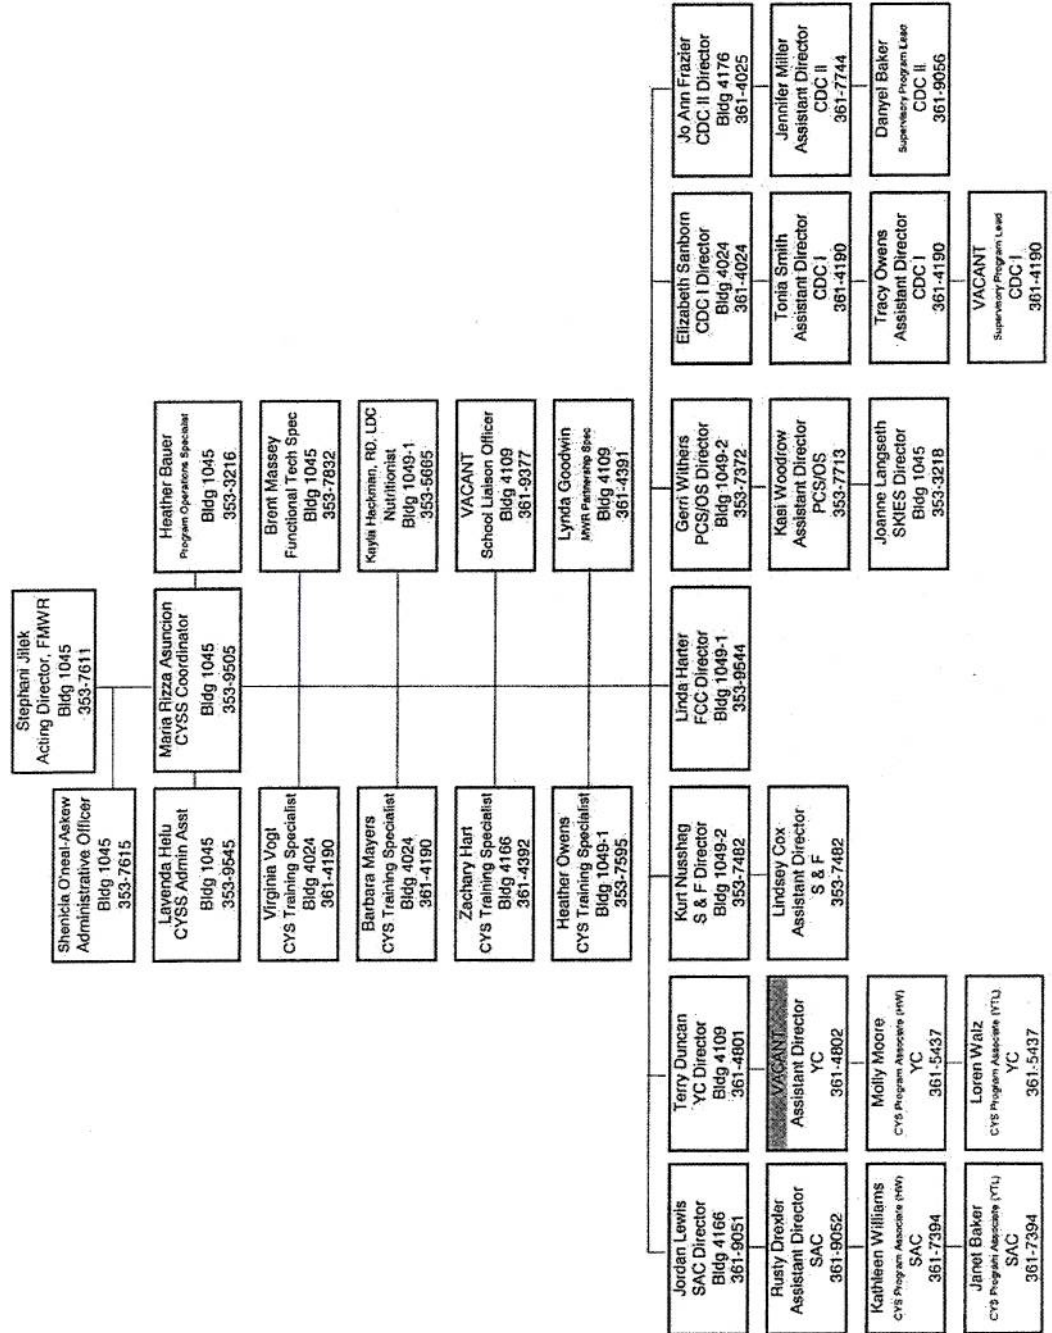 Stephani Jilek
Acting Director, FMWR
Bldg 1045
353-7611
Shenicia O'neal-Askew
Administrative Officer
Bldg 1045
353-7615
Lavenda Helu
CYSS Admin Asst
Bldg 1045
353-9545
Maria Rizza Asuncion
CYSS Coordinator
Bldg 1045
353-9505
Heather Bauer
Program Operations Specialist
Bldg 1045
353-3216
Virginia Vogt
CYS Training Specialist
Bldg 4024
361-4190
Brent Massey
Functional Tech Spec
Bldg 1045
353-7832
Barbara Mayers
CYS Training Specialist
Bldg 4024
361-4190
Kayla Heckman, RD, LDC
Nutritionist
Bldg 1049-1
353-5665
Zachary Hart
CYS Training Specialist
Bldg 4166
361-4392
VACANT
School Liaison Officer
Bldg 4109
361-9377
Heather Owens
CYS Training Specialist
Bldg 1049-1
353-7595
Lynda Goodwin
MWR Partnership Spec
Bldg 4109
361-4391
Jordan Lewis
SAC Director
Bldg 4166
361-9051
Terry Duncan
YC Director
Bldg 4109
361-4801
Kurt Nusshag
S & F Director
Bldg 1049-2
353-7482
Linda Harter
FCC Director
Bldg 1049-1
353-9544
Gerri Withers
PCS/OS Director
Bldg 1049-2
353-7372
Elizabeth Sanborn
CDC I Director
Bldg 4024
361-4024
Jo Ann Frazier
CDC II Director
Bldg 4176
361-4025
Rusty Drexler
Assistant Director
SAC
361-9052
VACANT
Assistant Director
YC
361-4802
Lindsey Cox
Assistant Director
S & F
353-7482
Kasi Woodrow
Assistant Director
PCS/OS
353-7713
Tonia Smith
Assistant Director
CDC I
361-4190
Jennifer Miller
Assistant Director
CDC II
361-7744
Kathleen Williams
CYS Program Associate (HW)
SAC
361-7394
Molly Moore
CYS Program Associate (HW)
YC
361-5437
Joanne Langseth
SKIES Director
Bldg 1045
353-3218
Tracy Owens
Assistant Director
CDC I
361-4190
Danyel Baker
Supervisory Program Lead
CDC II
361-9056
Janet Baker
CYS Program Associate (YTL)
SAC
361-7394
Loren Walz
CYS Program Associate (YTL)
YC
361-5437
VACANT
Supervisory Program Lead
CDC I
361-4190